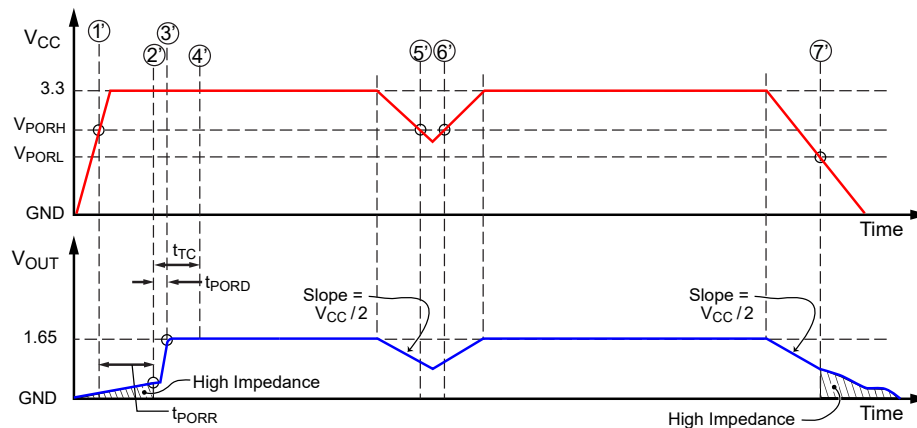 1' 2' 3' 4' 5' 6' 7'
VCC
3.3
VPORH
VPORL
GND
Time
VOUT
tTC
tPORD
Slope =
VCC / 2
Slope =
VCC / 2
1.65
High Impedance
GND
tPORR
High Impedance
Time